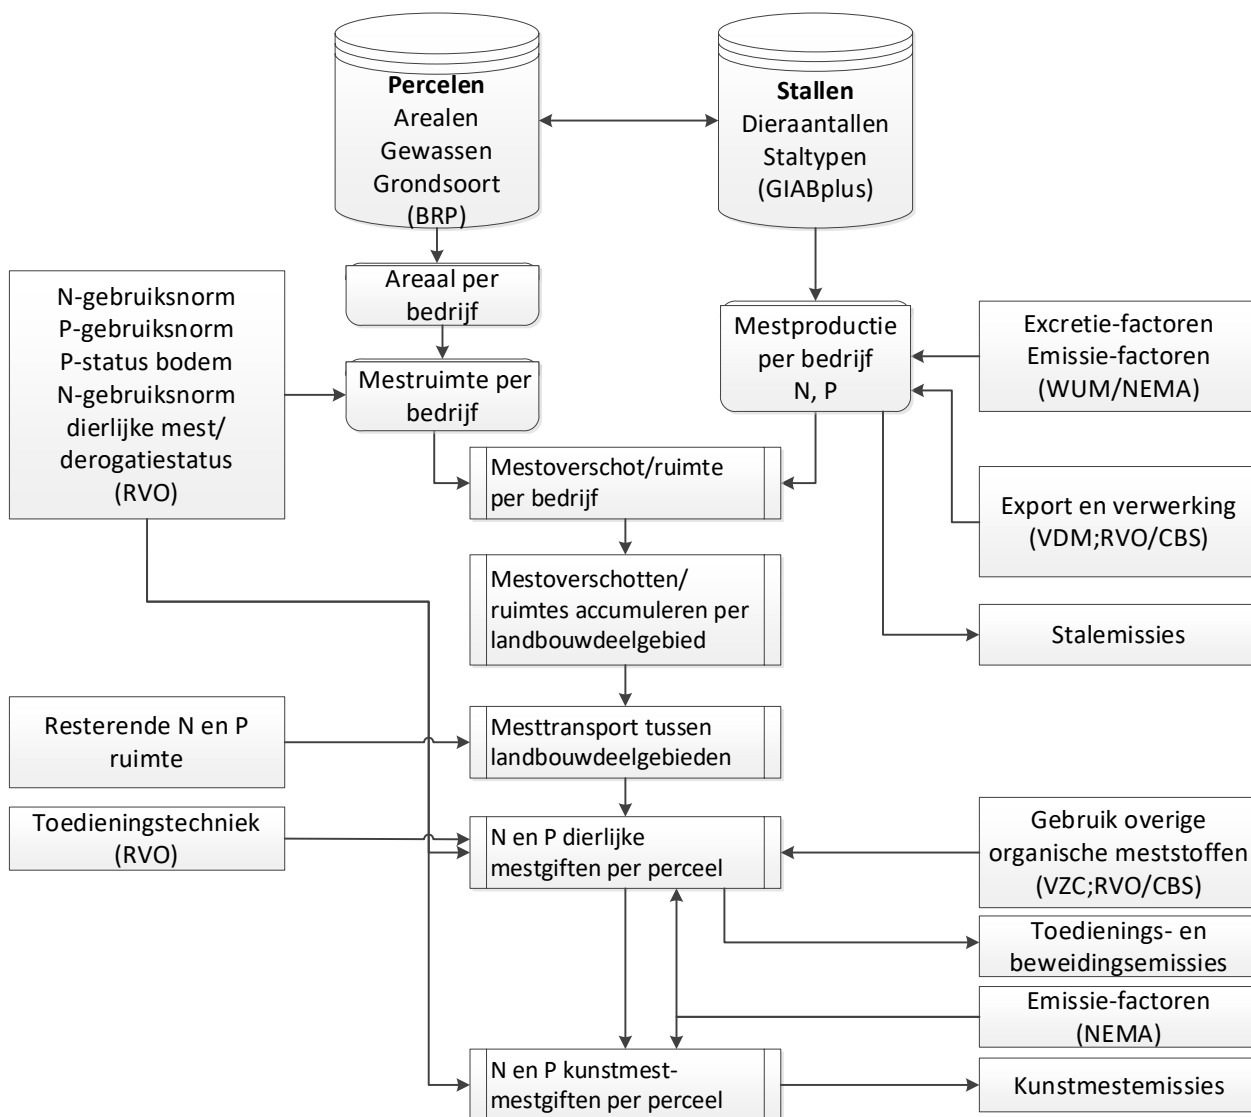 Percelen
Arealen
Gewassen
Grondsoort
(BRP)
Stallen
Dieraantallen
Staltypen
(GIABplus)
Areaal per
bedrijf
N-gebruiksnorm
P-gebruiksnorm
P-status bodem
N-gebruiksnorm
dierlijke mest/
derogatiestatus
(RVO)
Mestruimte per
bedrijf
Mestproductie
per bedrijf
N, P
Excretie-factoren
Emissie-factoren
(WUM/NEMA)
Mestoverschot/ruimte
per bedrijf
Export en verwerking
(VDM;RVO/CBS)
Mestoverschotten/
ruimtes accumuleren per
landbouwdeelgebied
Stalemissies
Resterende N en P
ruimte
Mesttransport tussen
landbouwdeelgebieden
Toedieningstechniek
(RVO)
N en P dierlijke
mestgiften per perceel
Gebruik overige
organische meststoffen
(VZC;RVO/CBS)
Toedienings- en
beweidingsemissies
Emissie-factoren
(NEMA)
N en P kunstmest-
mestgiften per perceel
Kunstmestemissies